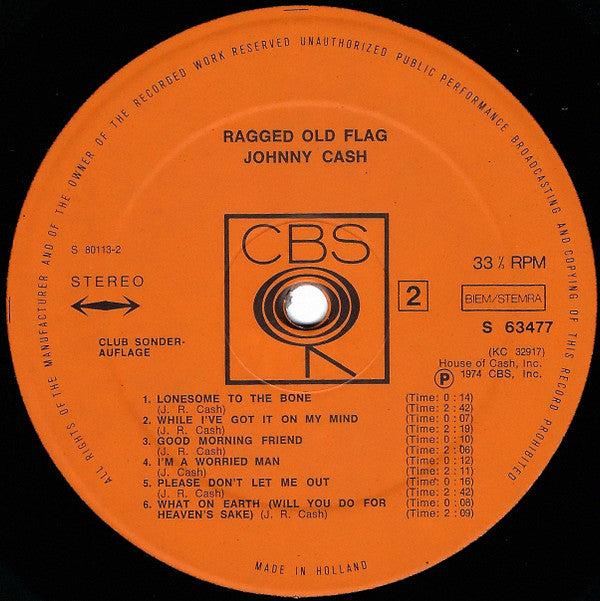 ALL RIGHTS OF THE MANUFACTURER AND OF THE OWNER OF THE RECORDED WORK RESERVED UNAUTHORIZED PUBLIC PERFORMANCE BROADCASTING AND COPYING OF THIS RECORD PROHIBITED
RAGGED OLD FLAG
JOHNNY CASH
CBS
S 80113-2
STEREO
33⅓ RPM
2
BIEM/STEMRA
S 63477
CLUB SONDER-
AUFLAGE
(KC 32917)
House of Cash, Inc.
Ⓟ 1974 CBS, Inc.
1. LONESOME TO THE BONE (Time: 0 : 14)
(J. R. Cash) (Time: 2 : 42)
2. WHILE I'VE GOT IT ON MY MIND (Time: 0 : 07)
(J. R. Cash) (Time: 2 : 19)
3. GOOD MORNING FRIEND (Time: 0 : 10)
(J. R. Cash) (Time: 2 : 06)
4. I'M A WORRIED MAN (Time: 0 : 12)
(J. Cash) (Time: 2 : 11)
5. PLEASE DON'T LET ME OUT (Time: 0 : 16)
(J. R. Cash) (Time: 2 : 42)
6. WHAT ON EARTH (WILL YOU DO FOR (Time: 0 : 08)
HEAVEN'S SAKE) (J. R. Cash) (Time: 2 : 09)
MADE IN HOLLAND